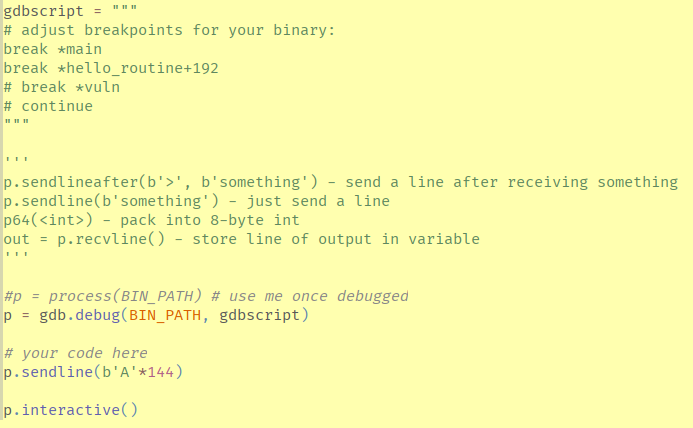 gdbscript = """
# adjust breakpoints for your binary:
break *main
break *hello_routine+192
# break *vuln
# continue
"""

'''
p.sendlineafter(b'>', b'something') - send a line after receiving something
p.sendline(b'something') - just send a line
p64(<int>) - pack into 8-byte int
out = p.recvline() - store line of output in variable
'''

#p = process(BIN_PATH) # use me once debugged
p = gdb.debug(BIN_PATH, gdbscript)

# your code here
p.sendline(b'A'*144)

p.interactive()